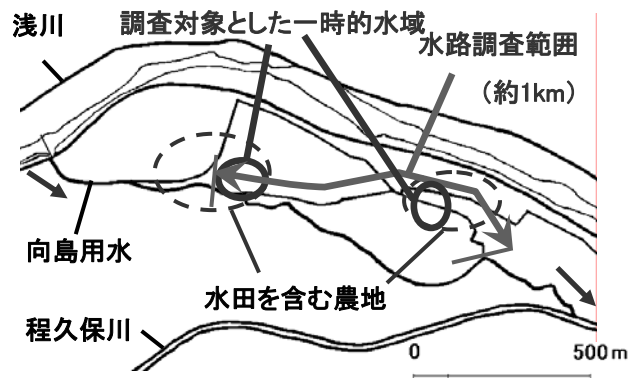 浅川
調査対象とした一時的水域
水路調査範囲
（約1km）
向島用水
水田を含む農地
程久保川
0 500m